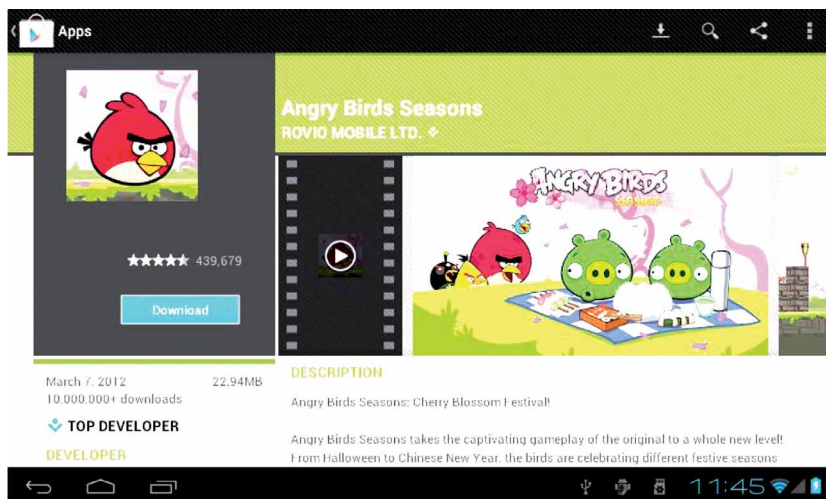 Apps
Angry Birds Seasons
ROVIO MOBILE LTD.
ANGRY BIRDS
SEASONS
439,679
Download
March 7, 2012 22.94MB
10,000,000+ downloads
TOP DEVELOPER
DEVELOPER
DESCRIPTION
Angry Birds Seasons: Cherry Blossom Festival!
Angry Birds Seasons takes the captivating gameplay of the original to a whole new level!
From Halloween to Chinese New Year, the birds are celebrating different festive seasons
11:45